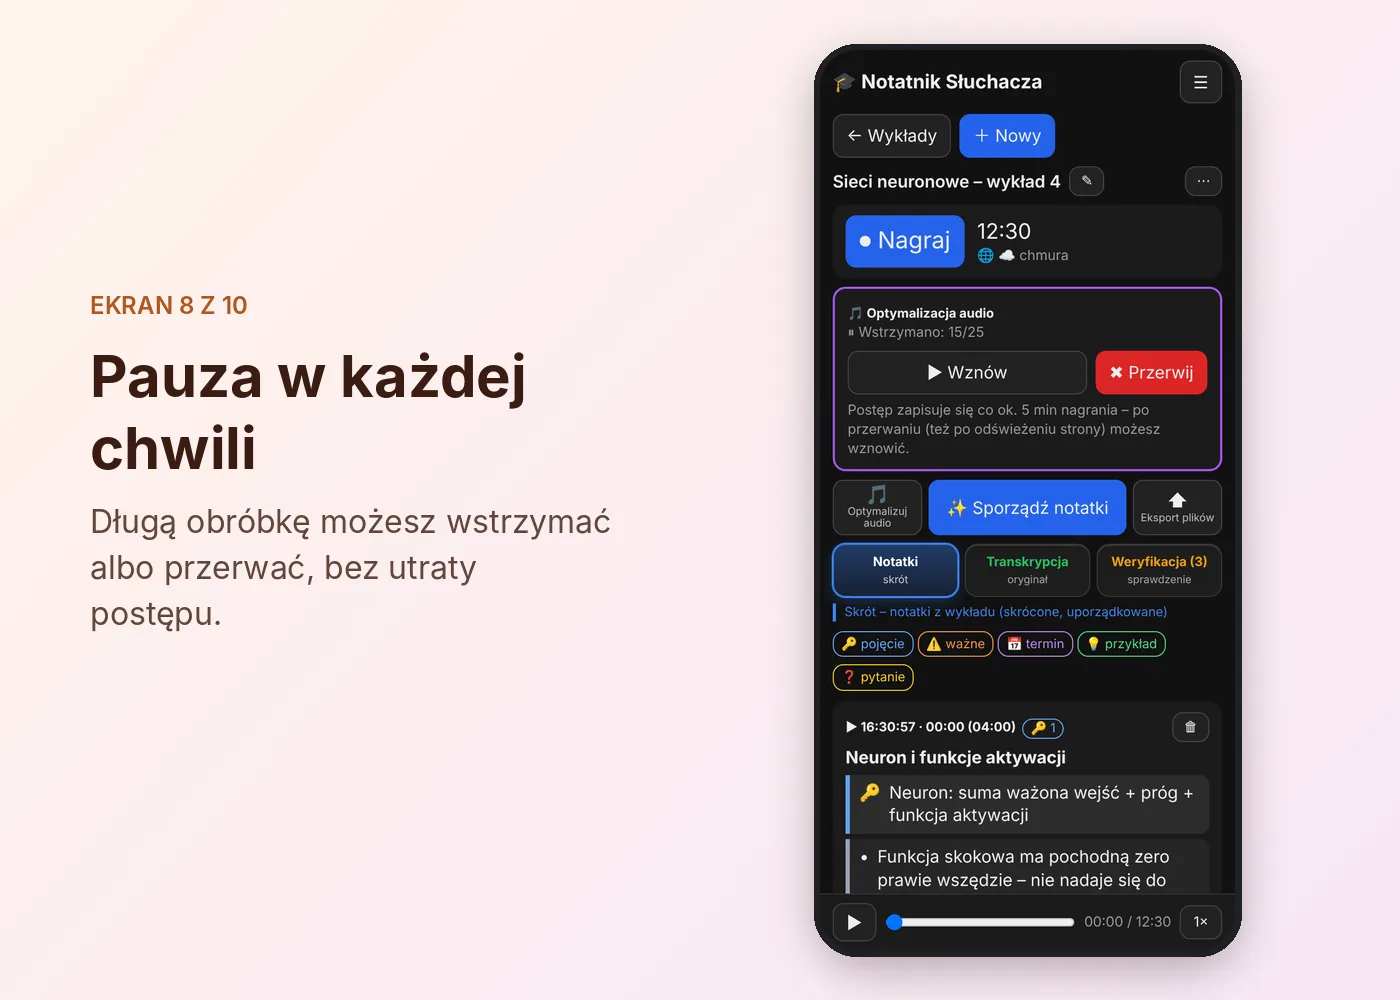 EKRAN 8 Z 10
Pauza w każdej
chwili
Długą obróbkę możesz wstrzymać
albo przerwać, bez utraty
postępu.
🎓 Notatnik Słuchacza
☰
← Wykłady
+ Nowy
Sieci neuronowe – wykład 4
✎
⋯
● Nagraj
12:30
🌐 ☁️ chmura
🎵 Optymalizacja audio
⏸ Wstrzymano: 15/25
▶ Wznów
✖ Przerwij
Postęp zapisuje się co ok. 5 min nagrania – po
przerwaniu (też po odświeżeniu strony) możesz
wznowić.
🎵
Optymalizuj
audio
✨ Sporządź notatki
⬆
Eksport plików
Notatki
skrót
Transkrypcja
oryginał
Weryfikacja (3)
sprawdzenie
Skrót – notatki z wykładu (skrócone, uporządkowane)
🔑 pojęcie
⚠️ ważne
📅 termin
💡 przykład
❓ pytanie
▶ 16:30:57 · 00:00 (04:00)
🔑 1
🗑
Neuron i funkcje aktywacji
🔑 Neuron: suma ważona wejść + próg +
funkcja aktywacji
• Funkcja skokowa ma pochodną zero
prawie wszędzie – nie nadaje się do
▶
00:00 / 12:30
1×